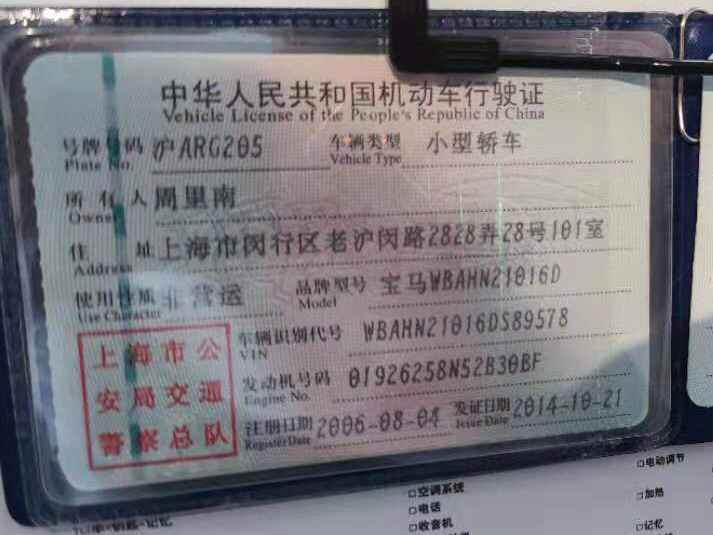 中华人民共和国机动车行驶证
Vehicle License of the People's Republic of China
号牌号码 沪ARG205 车辆类型 小型轿车
Plate No. Vehicle Type
所有人 周里南
Owner
住址 上海市闵行区老沪闵路2828弄28号101室
Address
使用性质 非营运 品牌型号 宝马WBAHN21016D
Use Character Model
车辆识别代号 WBAHN21016DS89578
VIN
上海市公
安局交通
警察总队
发动机号码 01926258N52B30BF
Engine No.
注册日期 2006-08-04 发证日期 2014-10-21
Register Date Issue Date
□电动调节
□空调系统 □加热
□电话
□收音机 □记忆